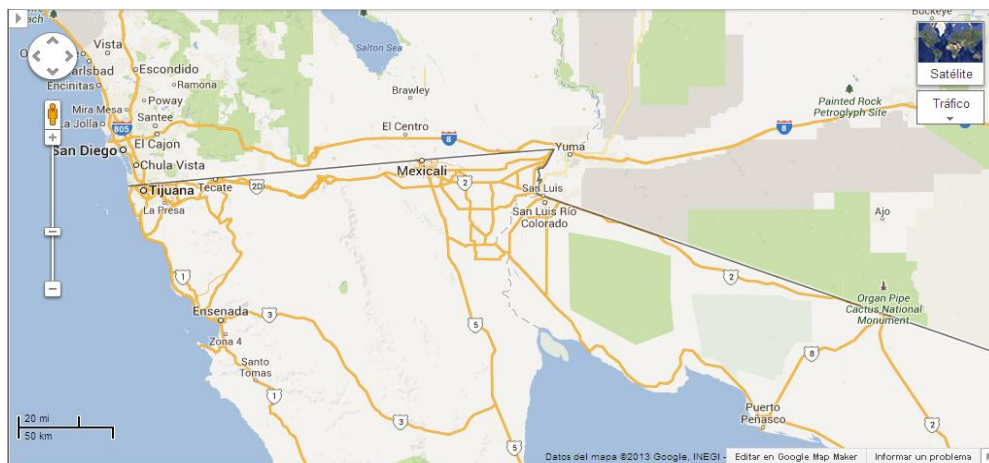 Buckeye
Vista
Carlsbad
Escondido
Encinitas
Ramona
Poway
Mira Mesa
Santee
La Jolla
805
El Cajon
San Diego
Chula Vista
Tijuana
Tecate
2D
La Presa
Salton Sea
Brawley
El Centro
8
Mexicali
2
Yuma
San Luis
San Luis Río
Colorado
8
Painted Rock
Petroglyph Site
8
Satélite
Tráfico
Ajo
2
Organ Pipe
Cactus National
Monument
1
Ensenada
3
Zona 4
Santo
Tomas
1
5
3
5
8
Puerto
Peñasco
2
20 mi
50 km
Datos del mapa ©2013 Google, INEGI -
Editar en Google Map Maker
Informar un problema